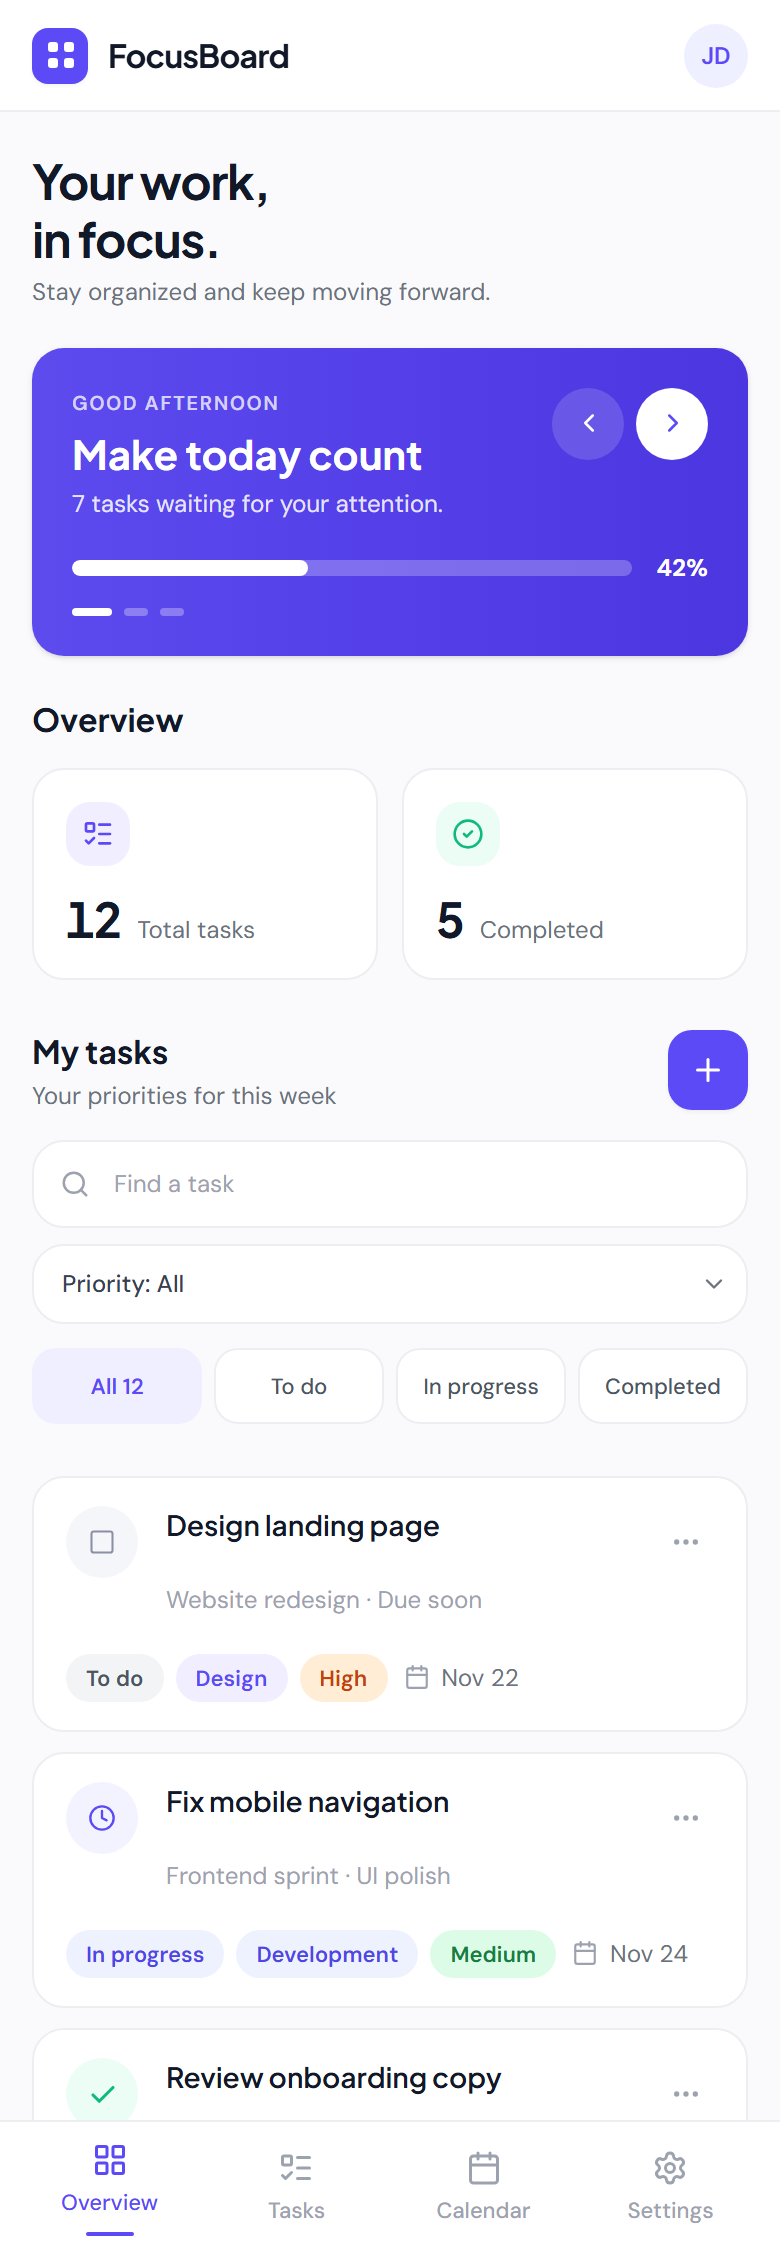 FocusBoard
JD
Your work,
in focus.
Stay organized and keep moving forward.
GOOD AFTERNOON
Make today count
7 tasks waiting for your attention.
42%
Overview
12 Total tasks
5 Completed
My tasks
Your priorities for this week
Find a task
Priority: All
All 12
To do
In progress
Completed
Design landing page
Website redesign · Due soon
To do Design High Nov 22
Fix mobile navigation
Frontend sprint · UI polish
In progress Development Medium Nov 24
Review onboarding copy
Overview
Tasks
Calendar
Settings